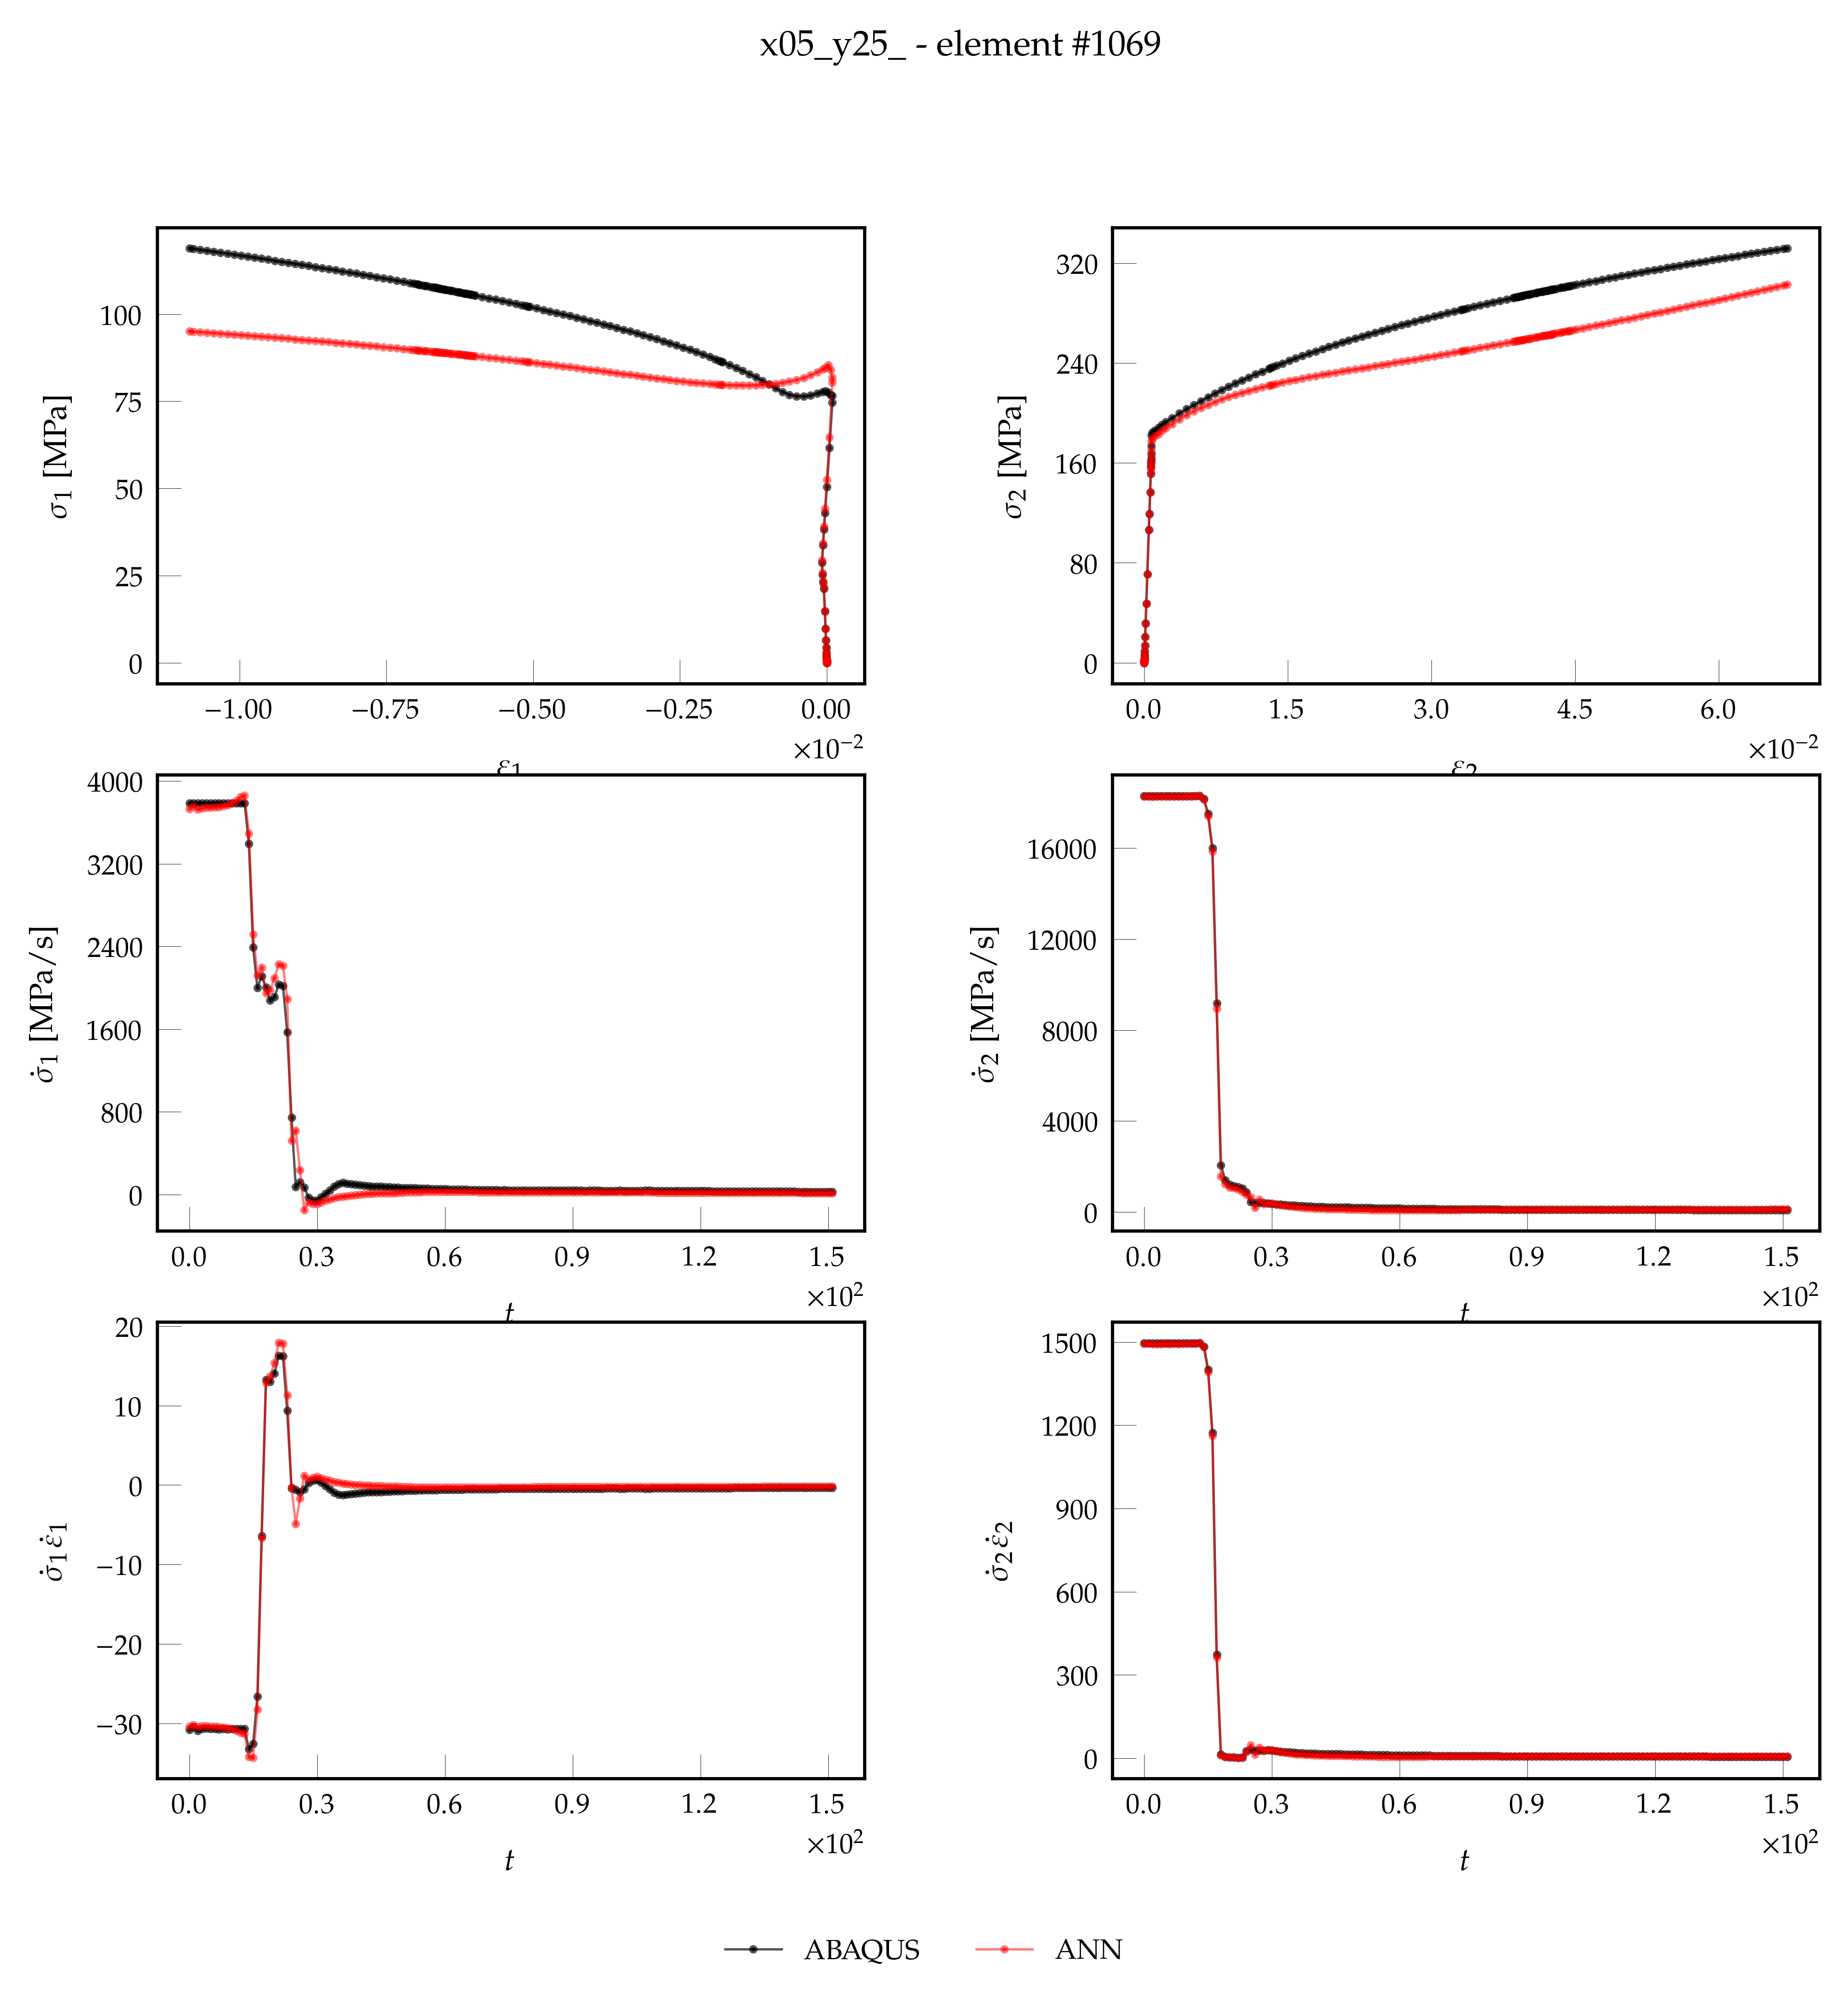 x05_y25_ - element #1069
σ₁ [MPa]
100
75
50
25
0
−1.00 −0.75 −0.50 −0.25 0.00
×10⁻²
ε₁
σ₂ [MPa]
320
240
160
80
0
0.0 1.5 3.0 4.5 6.0
×10⁻²
ε₂
σ̇₁ [MPa/s]
4000
3200
2400
1600
800
0
0.0 0.3 0.6 0.9 1.2 1.5
×10²
t
σ̇₂ [MPa/s]
16000
12000
8000
4000
0
0.0 0.3 0.6 0.9 1.2 1.5
×10²
t
σ̇₁ε̇₁
20
10
0
−10
−20
−30
0.0 0.3 0.6 0.9 1.2 1.5
×10²
t
σ̇₂ε̇₂
1500
1200
900
600
300
0
0.0 0.3 0.6 0.9 1.2 1.5
×10²
t
ABAQUS ANN